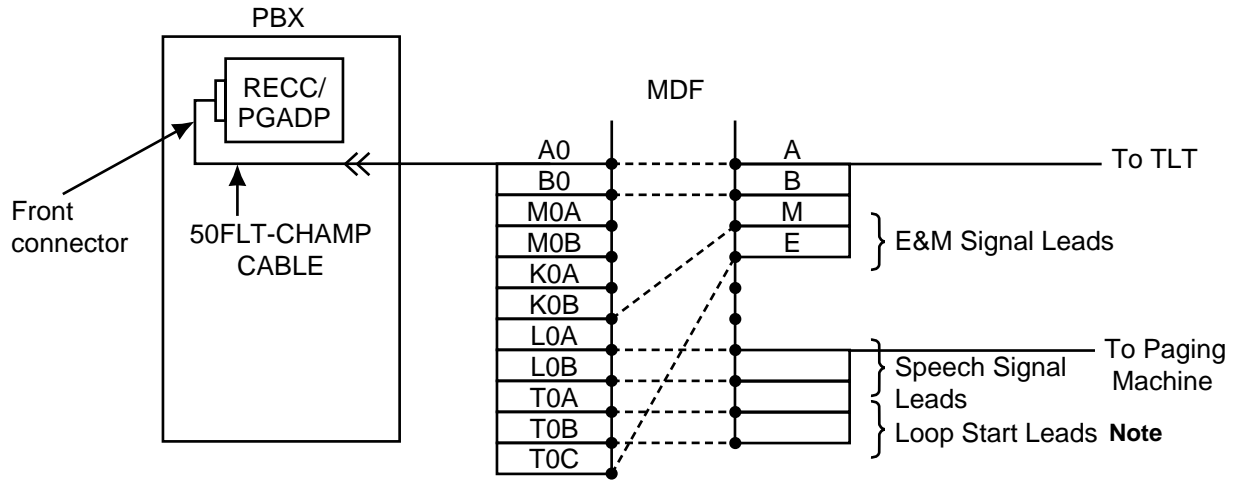 PBX
RECC/
PGADP
Front
connector
50FLT-CHAMP
CABLE
MDF
A0
B0
M0A
M0B
K0A
K0B
L0A
L0B
T0A
T0B
T0C
A
B
M
E
To TLT
E&M Signal Leads
To Paging
Machine
Speech Signal
Leads
Loop Start Leads Note